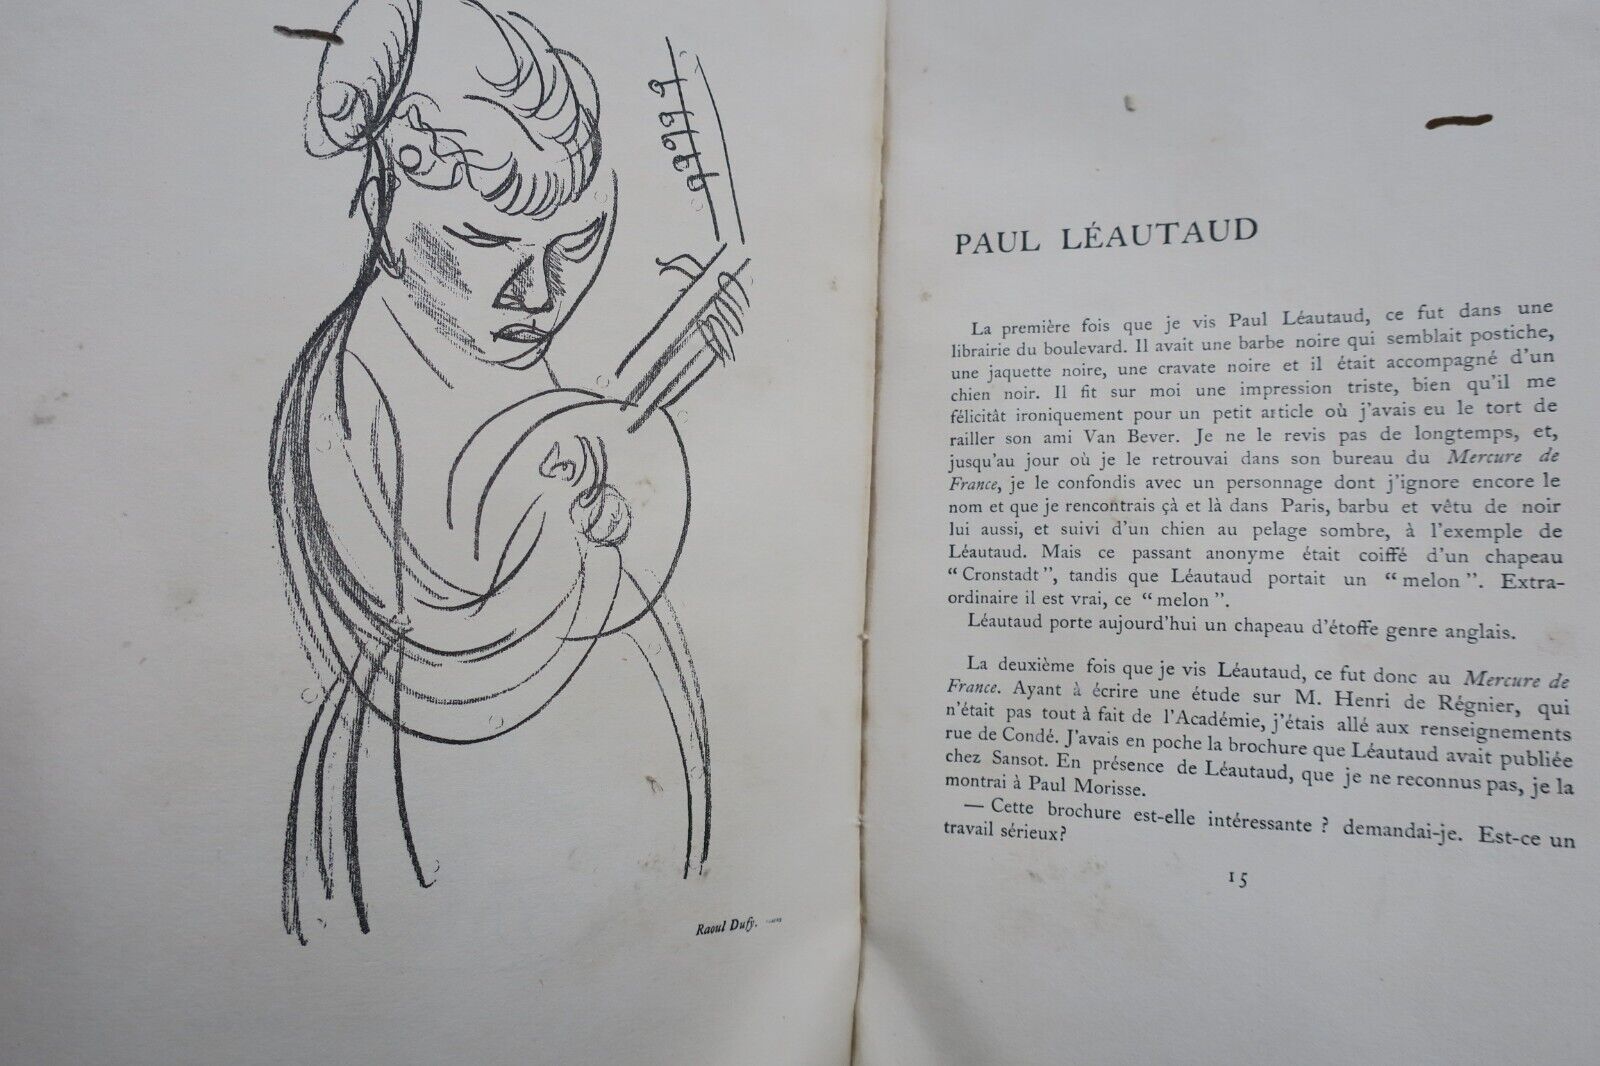 Raoul Dufy.
PAUL LÉAUTAUD
La première fois que je vis Paul Léautaud, ce fut dans une
librairie du boulevard. Il avait une barbe noire qui semblait postiche,
une jaquette noire, une cravate noire et il était accompagné d'un
chien noir. Il fit sur moi une impression triste, bien qu'il me
félicitât ironiquement pour un petit article où j'avais eu le tort de
railler son ami Van Bever. Je ne le revis pas de longtemps, et,
jusqu'au jour où je le retrouvai dans son bureau du Mercure de
France, je le confondis avec un personnage dont j'ignore encore le
nom et que je rencontrais çà et là dans Paris, barbu et vêtu de noir
lui aussi, et suivi d'un chien au pelage sombre, à l'exemple de
Léautaud. Mais ce passant anonyme était coiffé d'un chapeau
“ Cronstadt ”, tandis que Léautaud portait un “ melon ”. Extra-
ordinaire il est vrai, ce “ melon ”.
Léautaud porte aujourd'hui un chapeau d'étoffe genre anglais.
La deuxième fois que je vis Léautaud, ce fut donc au Mercure de
France. Ayant à écrire une étude sur M. Henri de Régnier, qui
n'était pas tout à fait de l'Académie, j'étais allé aux renseignements
rue de Condé. J'avais en poche la brochure que Léautaud avait publiée
chez Sansot. En présence de Léautaud, que je ne reconnus pas, je la
montrai à Paul Morisse.
— Cette brochure est-elle intéressante ? demandai-je. Est-ce un
travail sérieux?
15